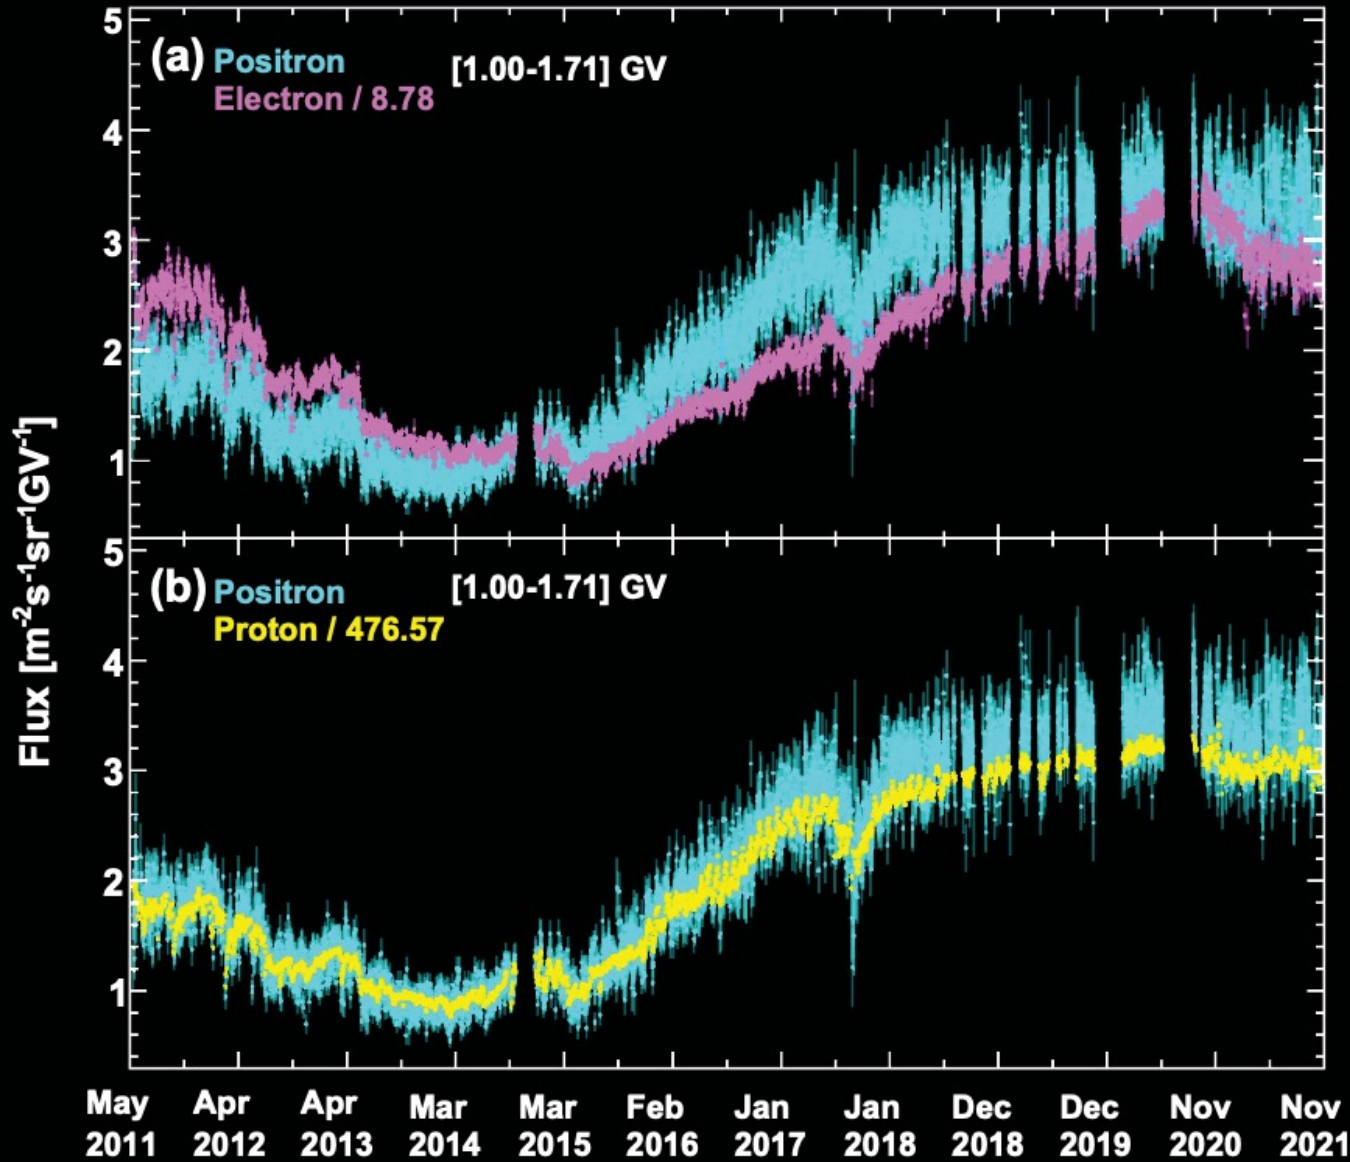 5
(a) Positron [1.00-1.71] GV
Electron / 8.78
4
3
2
1
Flux [m⁻²s⁻¹sr⁻¹GV⁻¹]
5
(b) Positron [1.00-1.71] GV
Proton / 476.57
4
3
2
1
May Apr Apr Mar Mar Feb Jan Jan Dec Dec Nov Nov
2011 2012 2013 2014 2015 2016 2017 2018 2018 2019 2020 2021